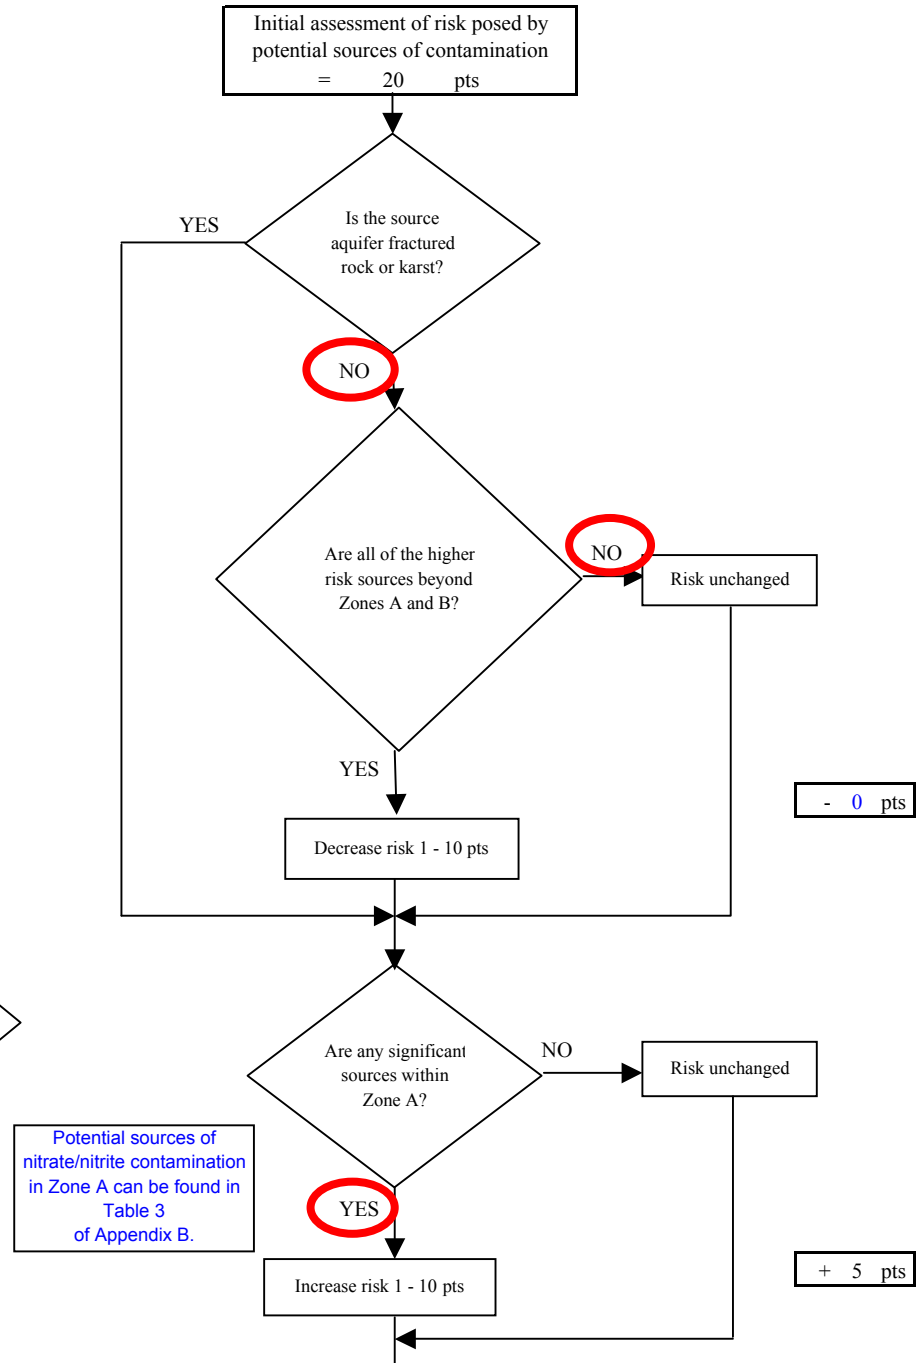 Initial assessment of risk posed by
potential sources of contamination
= 20 pts
YES
Is the source
aquifer fractured
rock or karst?
NO
Are all of the higher
risk sources beyond
Zones A and B?
NO
Risk unchanged
YES
- 0 pts
Decrease risk 1 - 10 pts
Are any significant
sources within
Zone A?
NO
Risk unchanged
Potential sources of
nitrate/nitrite contamination
in Zone A can be found in
Table 3
of Appendix B.
YES
Increase risk 1 - 10 pts
+ 5 pts